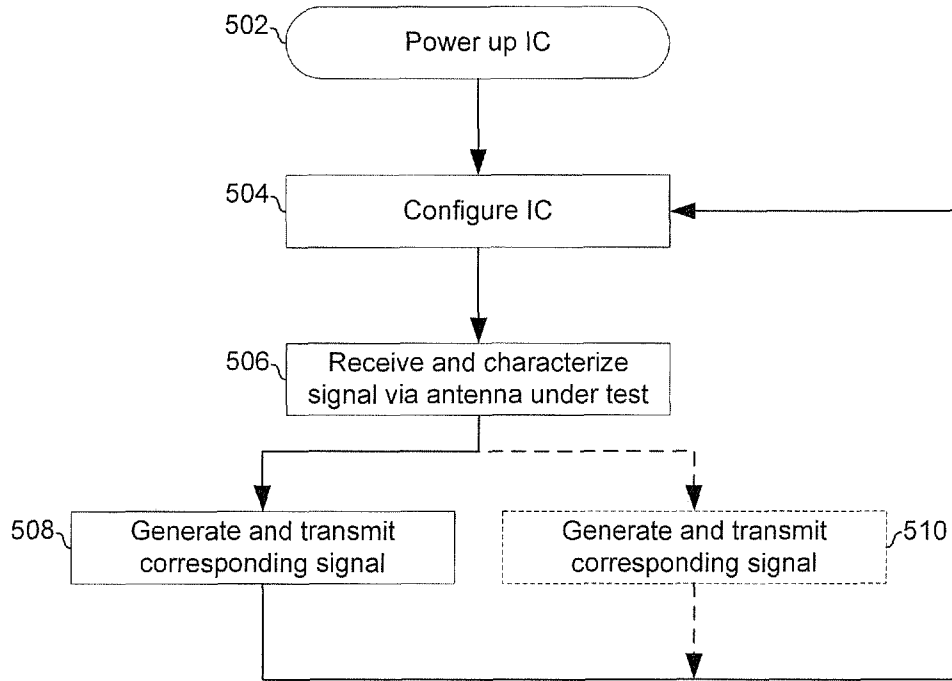 502
Power up IC
504
Configure IC
506
Receive and characterize
signal via antenna under test
508
Generate and transmit
corresponding signal
Generate and transmit
corresponding signal
510